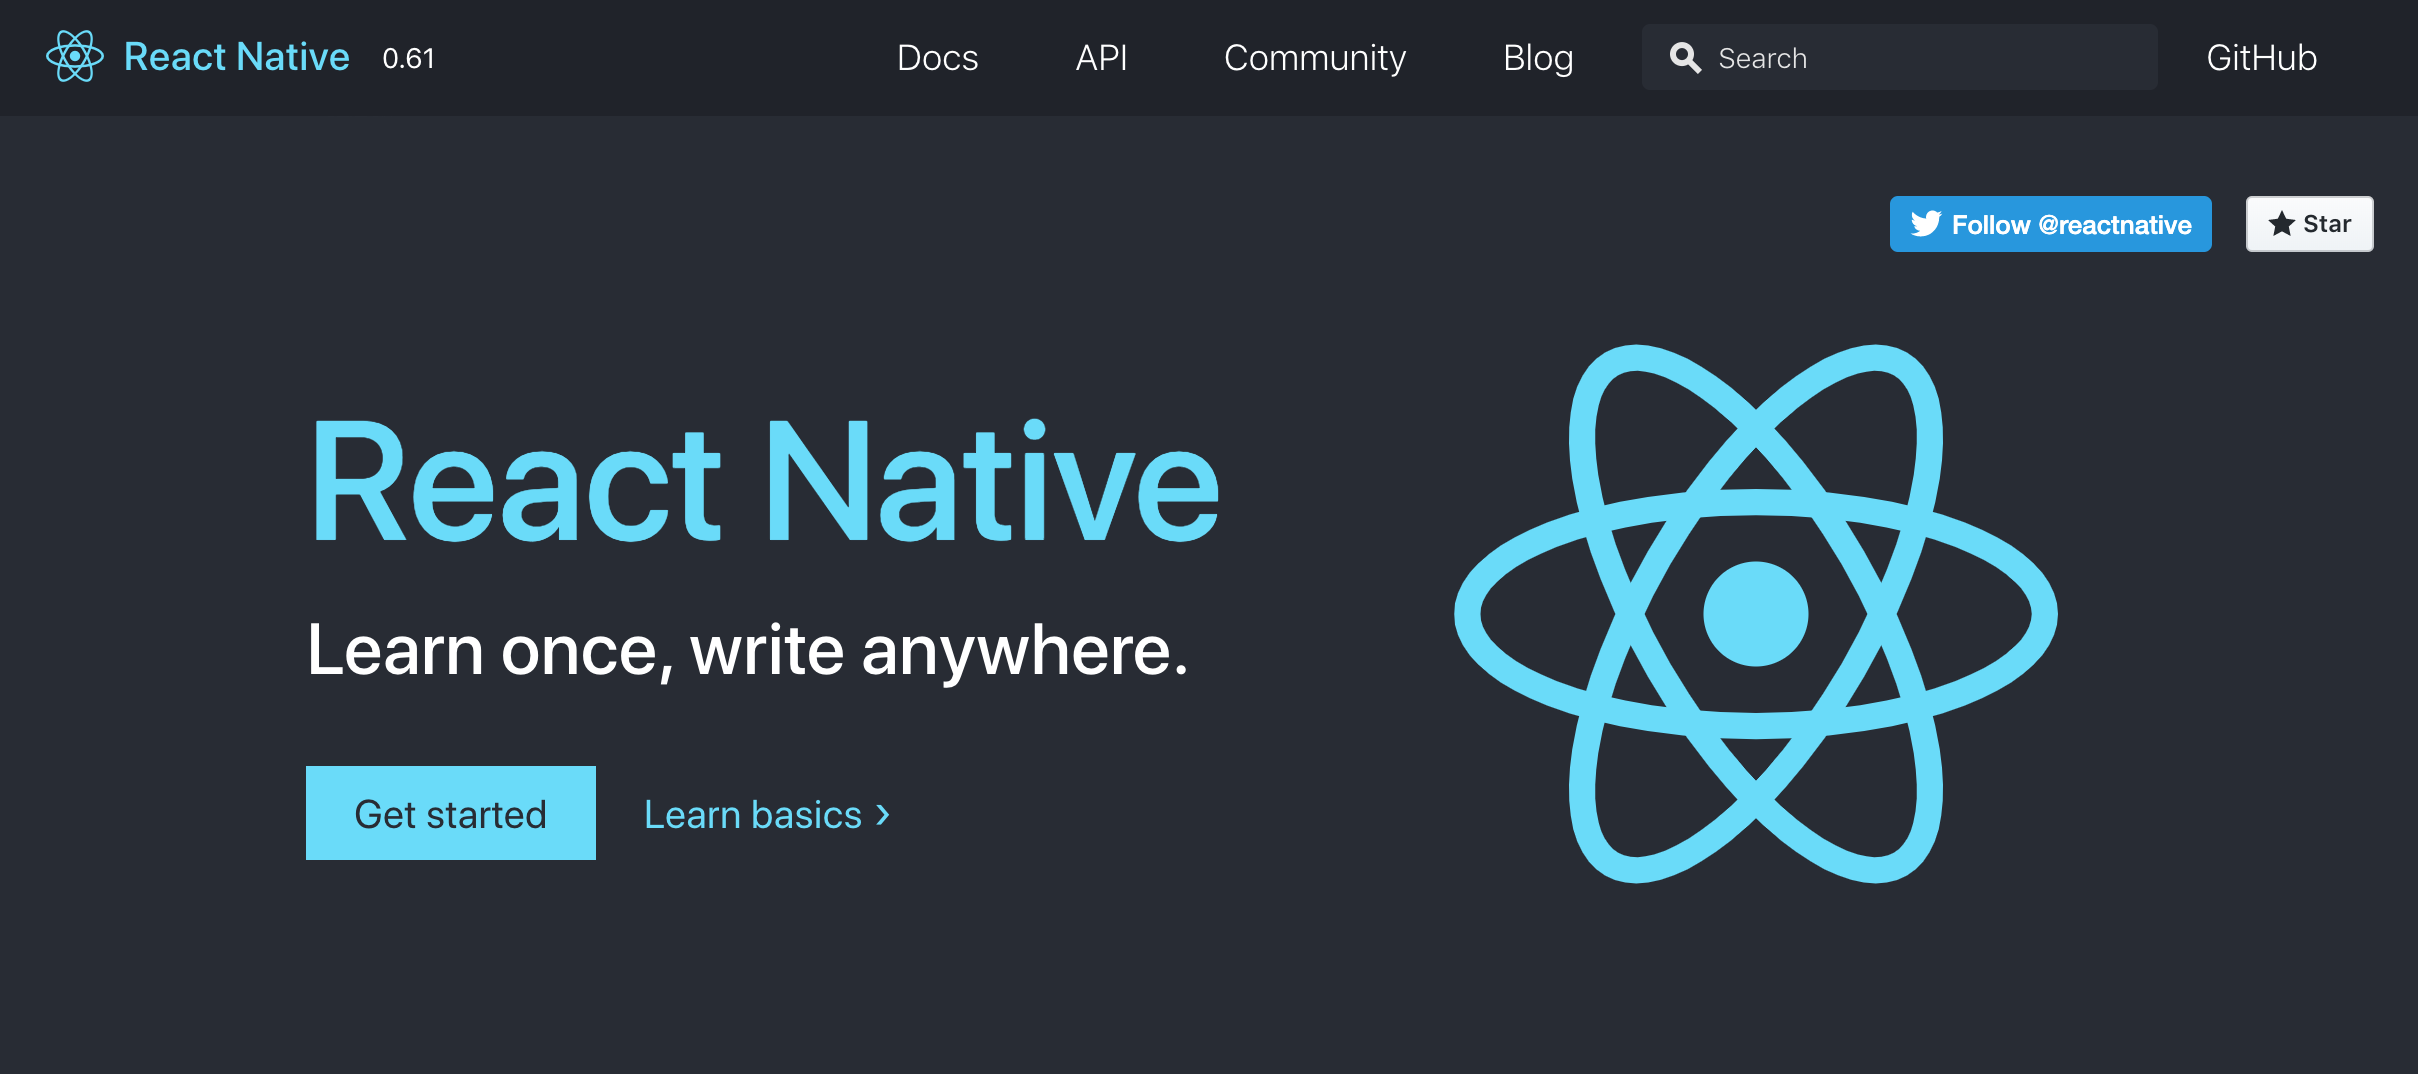 React Native 0.61 Docs API Community Blog Search GitHub
Follow @reactnative Star
React Native
Learn once, write anywhere.
Get started Learn basics ›